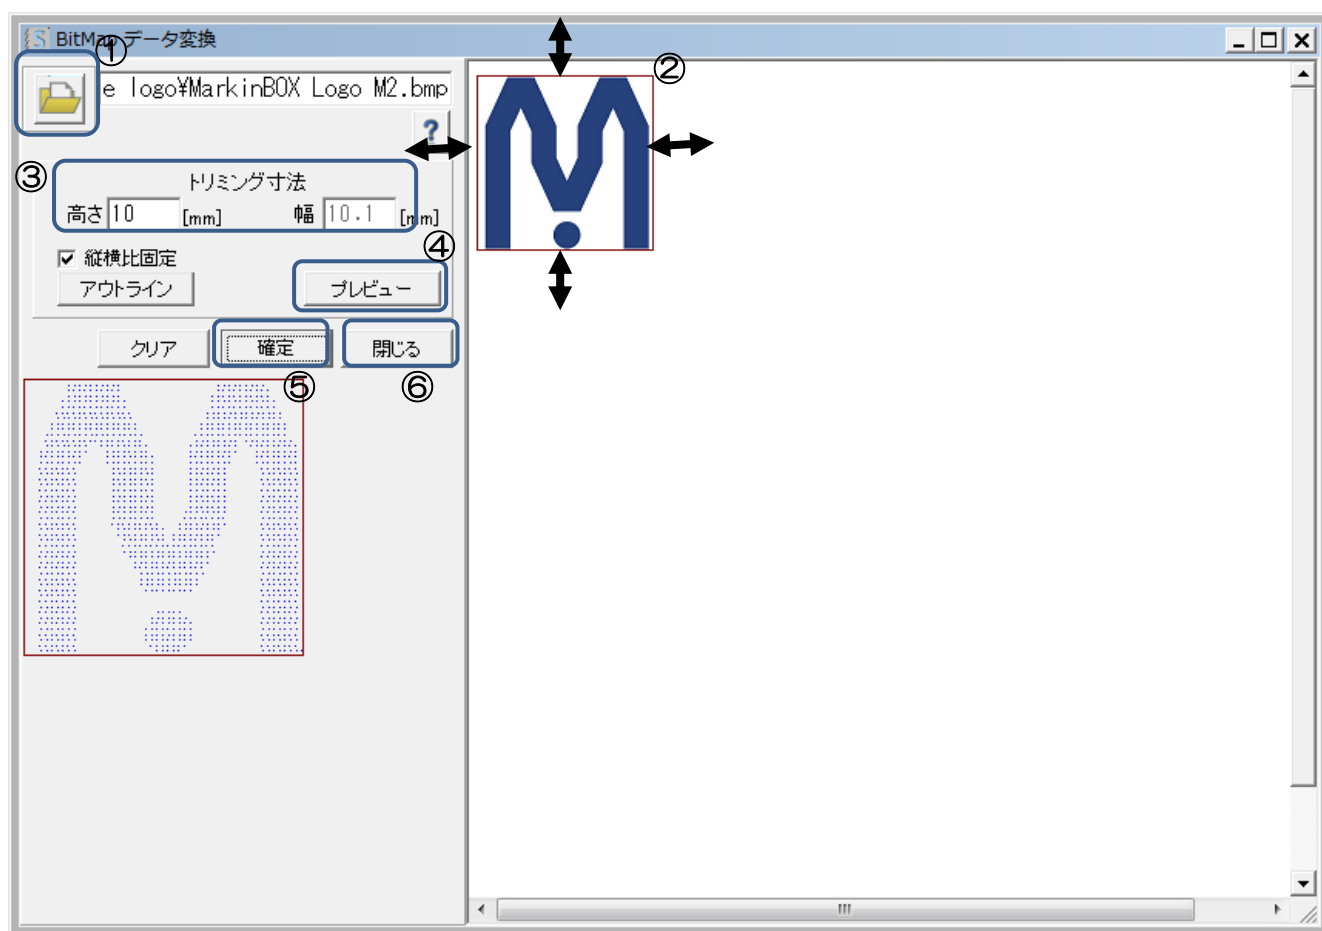 BitMap データ変換
①
e logo¥MarkinBOX Logo M2.bmp
②
?
③
トリミング寸法
高さ 10 [mm] 幅 10.1 [mm]
④
縦横比固定
アウトライン プレビュー
クリア 確定 閉じる
⑤ ⑥